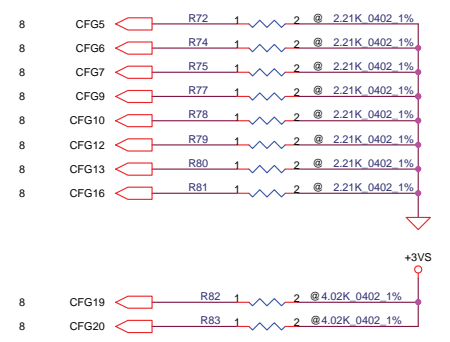 8 CFG5 R72 1 2 @ 2.21K_0402_1%
8 CFG6 R74 1 2 @ 2.21K_0402_1%
8 CFG7 R75 1 2 @ 2.21K_0402_1%
8 CFG9 R77 1 2 @ 2.21K_0402_1%
8 CFG10 R78 1 2 @ 2.21K_0402_1%
8 CFG12 R79 1 2 @ 2.21K_0402_1%
8 CFG13 R80 1 2 @ 2.21K_0402_1%
8 CFG16 R81 1 2 @ 2.21K_0402_1%
+3VS
8 CFG19 R82 1 2 @ 4.02K_0402_1%
8 CFG20 R83 1 2 @ 4.02K_0402_1%